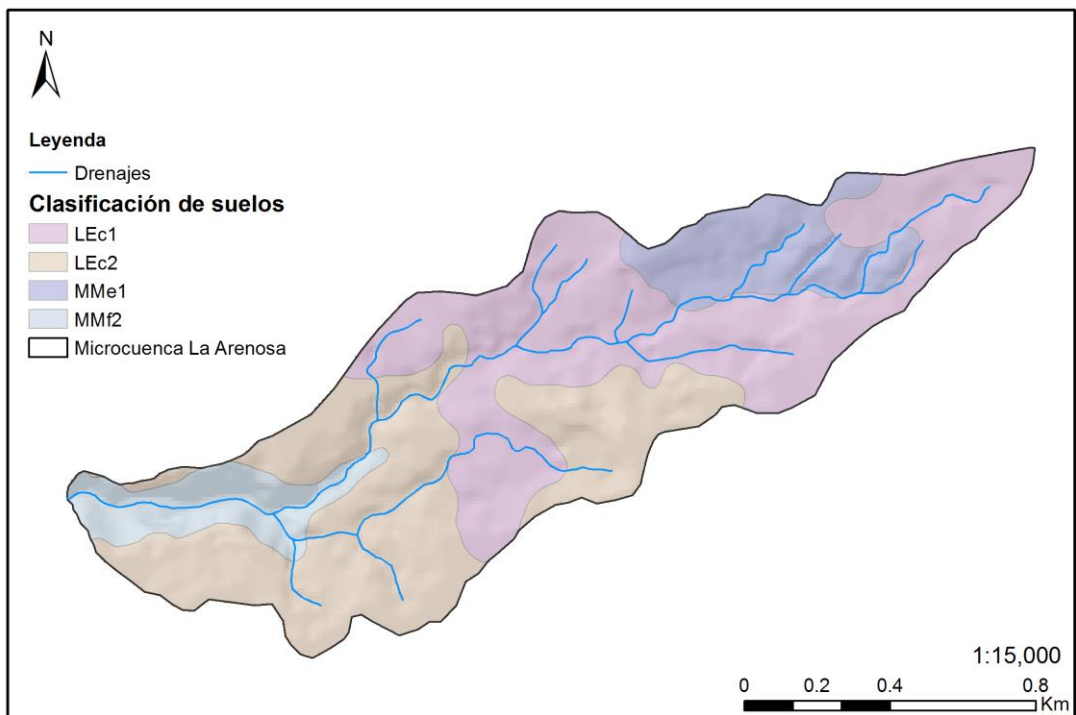 N
Leyenda
Drenajes
Clasificación de suelos
LEc1
LEc2
MMe1
MMf2
Microcuenca La Arenosa
1:15,000
0 0.2 0.4 0.8
Km